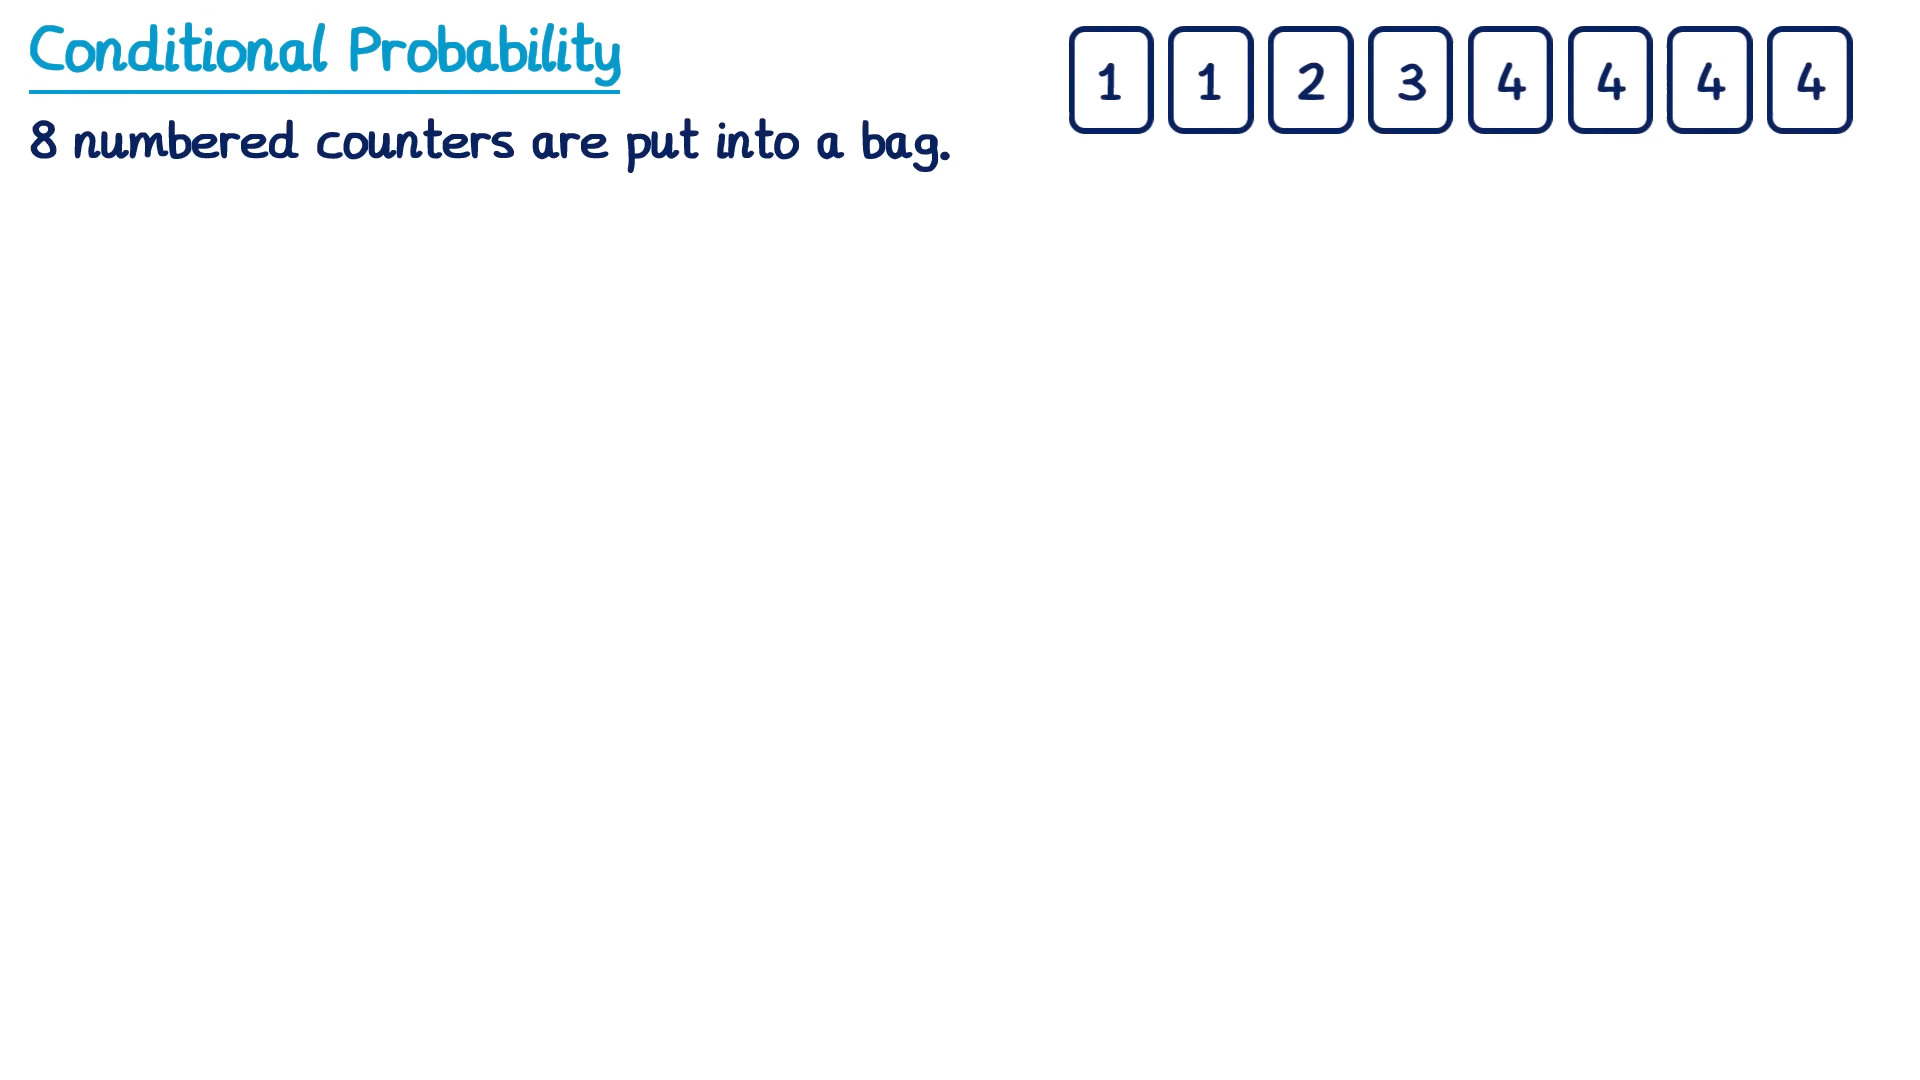 Conditional Probability
8 numbered counters are put into a bag.
1 1 2 3 4 4 4 4